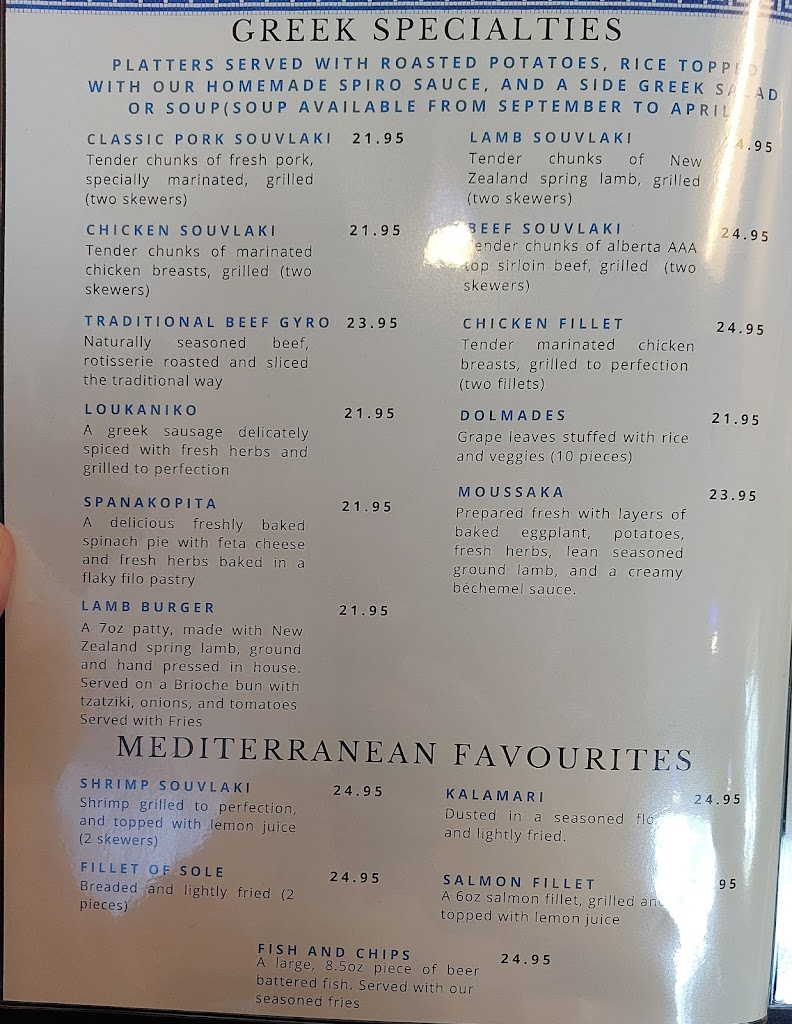 GREEK SPECIALTIES
PLATTERS SERVED WITH ROASTED POTATOES, RICE TOPPED
WITH OUR HOMEMADE SPIRO SAUCE, AND A SIDE GREEK SALAD
OR SOUP(SOUP AVAILABLE FROM SEPTEMBER TO APRIL
CLASSIC PORK SOUVLAKI 21.95
Tender chunks of fresh pork,
specially marinated, grilled
(two skewers)
CHICKEN SOUVLAKI 21.95
Tender chunks of marinated
chicken breasts, grilled (two
skewers)
TRADITIONAL BEEF GYRO 23.95
Naturally seasoned beef,
rotisserie roasted and sliced
the traditional way
LOUKANIKO 21.95
A greek sausage delicately
spiced with fresh herbs and
grilled to perfection
SPANAKOPITA 21.95
A delicious freshly baked
spinach pie with feta cheese
and fresh herbs baked in a
flaky filo pastry
LAMB BURGER 21.95
A 7oz patty, made with New
Zealand spring lamb, ground
and hand pressed in house.
Served on a Brioche bun with
tzatziki, onions, and tomatoes
Served with Fries
LAMB SOUVLAKI 4.95
Tender chunks of New
Zealand spring lamb, grilled
(two skewers)
BEEF SOUVLAKI 24.95
Tender chunks of alberta AAA
top sirloin beef, grilled (two
skewers)
CHICKEN FILLET 24.95
Tender marinated chicken
breasts, grilled to perfection
(two fillets)
DOLMADES 21.95
Grape leaves stuffed with rice
and veggies (10 pieces)
MOUSSAKA 23.95
Prepared fresh with layers of
baked eggplant, potatoes,
fresh herbs, lean seasoned
ground lamb, and a creamy
béchemel sauce.
MEDITERRANEAN FAVOURITES
SHRIMP SOUVLAKI 24.95
Shrimp grilled to perfection,
and topped with lemon juice
(2 skewers)
FILLET OF SOLE 24.95
Breaded and lightly fried (2
pieces)
KALAMARI 24.95
Dusted in a seasoned flo
and lightly fried.
SALMON FILLET 95
A 6oz salmon fillet, grilled and
topped with lemon juice
FISH AND CHIPS 24.95
A large, 8.5oz piece of beer
battered fish. Served with our
seasoned fries